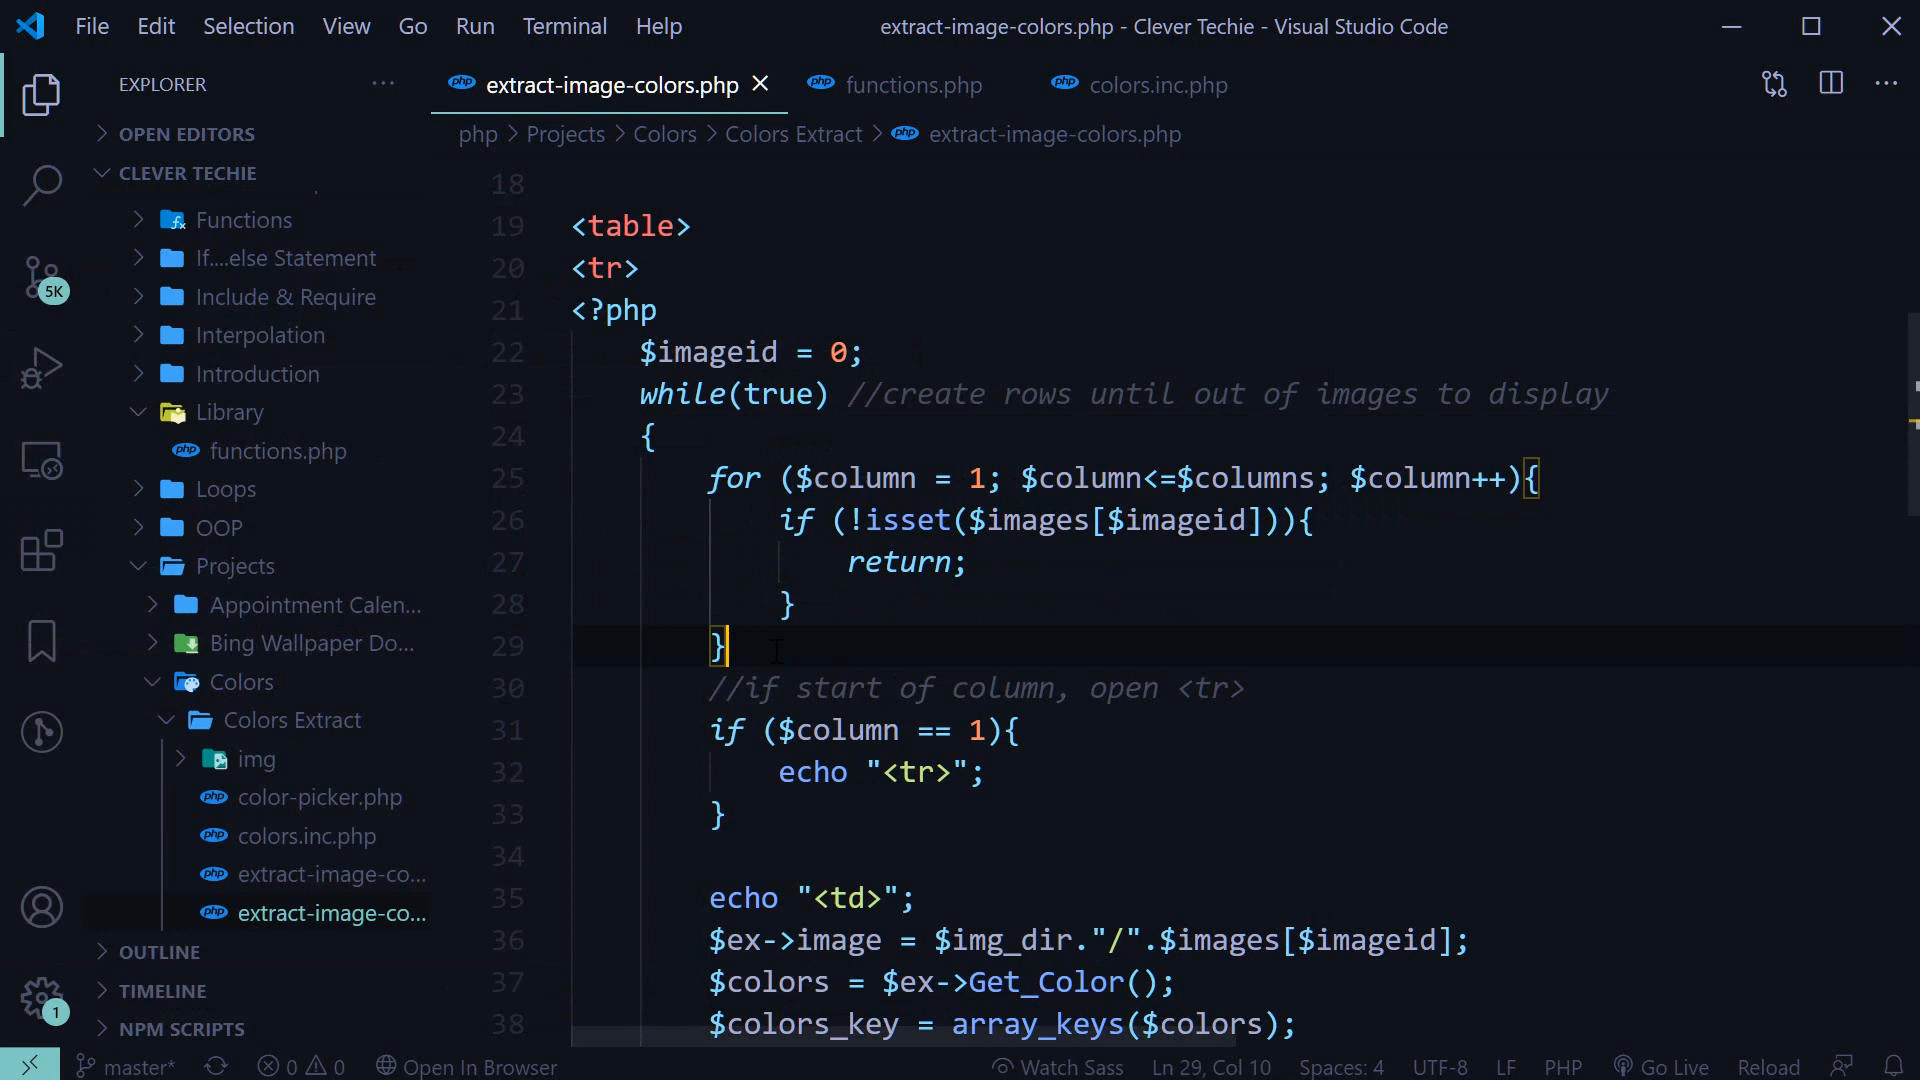 File Edit Selection View Go Run Terminal Help
extract-image-colors.php - Clever Techie - Visual Studio Code
EXPLORER
OPEN EDITORS
CLEVER TECHIE
Functions
If....else Statement
Include & Require
Interpolation
Introduction
Library
functions.php
Loops
OOP
Projects
Appointment Calen...
Bing Wallpaper Do...
Colors
Colors Extract
img
color-picker.php
colors.inc.php
extract-image-co...
extract-image-co...
OUTLINE
TIMELINE
NPM SCRIPTS
5K
1
php extract-image-colors.php php functions.php php colors.inc.php
php > Projects > Colors > Colors Extract > php extract-image-colors.php
18
19 <table>
20 <tr>
21 <?php
22 $imageid = 0;
23 while(true) //create rows until out of images to display
24 {
25 for ($column = 1; $column<=$columns; $column++){
26 if (!isset($images[$imageid])){
27 return;
28 }
29 }
30 //if start of column, open <tr>
31 if ($column == 1){
32 echo "<tr>";
33 }
34
35 echo "<td>";
36 $ex->image = $img_dir."/".$images[$imageid];
37 $colors = $ex->Get_Color();
38 $colors_key = array_keys($colors);
master* 0 0 Open In Browser Watch Sass Ln 29, Col 10 Spaces: 4 UTF-8 LF PHP Go Live Reload